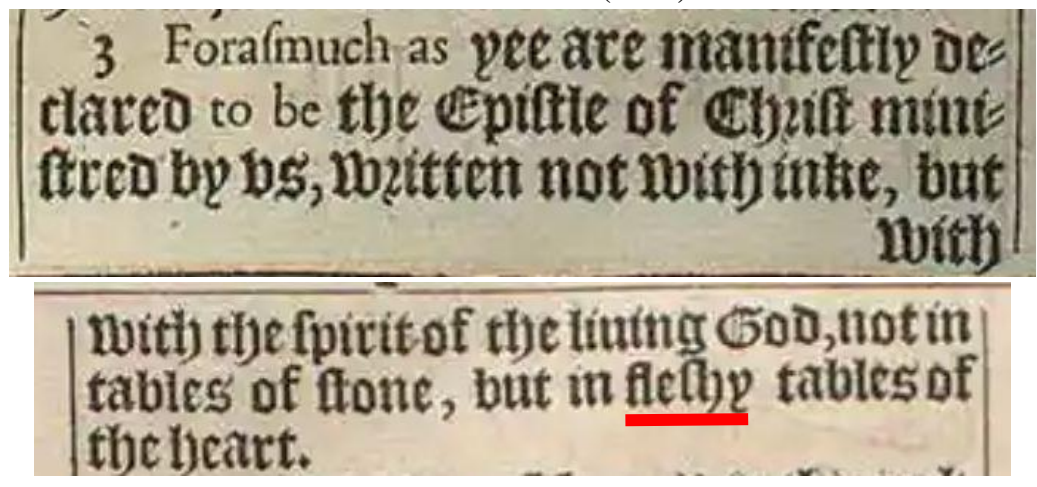 3 Foraſmuch as yee are manifeſtly de-
clared to be the Epiſtle of Chriſt mini-
ſtred by vs, written not with inke, but
with
with the ſpirit of the liuing God, not in
tables of ſtone, but in fleſhy tables of
the heart.